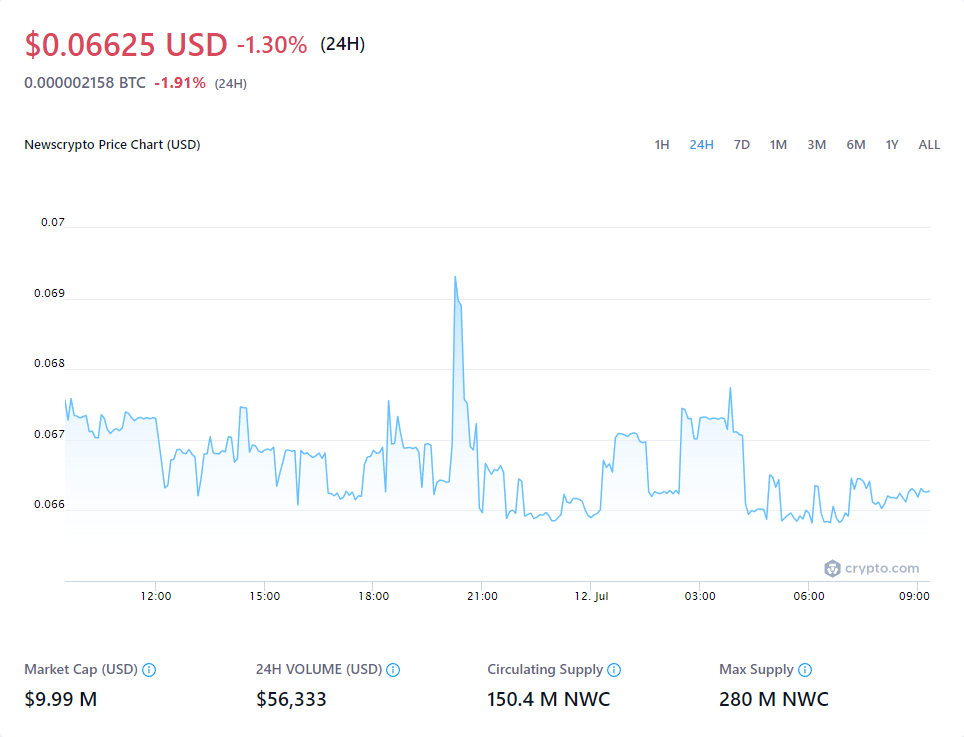 $0.06625 USD -1.30% (24H)
0.000002158 BTC -1.91% (24H)
Newscrypto Price Chart (USD) 1H 24H 7D 1M 3M 6M 1Y ALL
0.07
0.069
0.068
0.067
0.066
crypto.com
12:00 15:00 18:00 21:00 12. Jul 03:00 06:00 09:00
Market Cap (USD) 24H VOLUME (USD) Circulating Supply Max Supply
$9.99 M $56,333 150.4 M NWC 280 M NWC